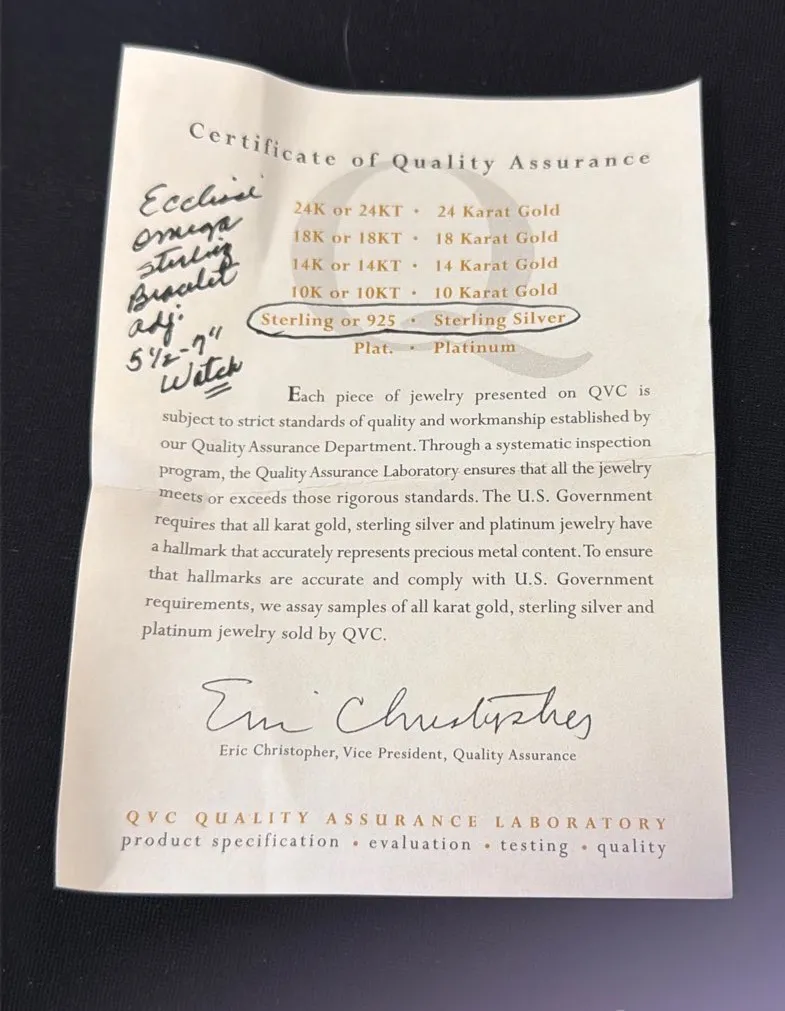 Certificate of Quality Assurance
Ecclissi
omega
sterling
Bracelet
adj:
5 1/2-7"
Watch
24K or 24KT · 24 Karat Gold
18K or 18KT · 18 Karat Gold
14K or 14KT · 14 Karat Gold
10K or 10KT · 10 Karat Gold
Sterling or 925 · Sterling Silver
Plat. · Platinum
Each piece of jewelry presented on QVC is
subject to strict standards of quality and workmanship established by
our Quality Assurance Department. Through a systematic inspection
program, the Quality Assurance Laboratory ensures that all the jewelry
meets or exceeds those rigorous standards. The U.S. Government
requires that all karat gold, sterling silver and platinum jewelry have
a hallmark that accurately represents precious metal content. To ensure
that hallmarks are accurate and comply with U.S. Government
requirements, we assay samples of all karat gold, sterling silver and
platinum jewelry sold by QVC.
Eric Christopher
Eric Christopher, Vice President, Quality Assurance
QVC QUALITY ASSURANCE LABORATORY
product specification • evaluation • testing • quality